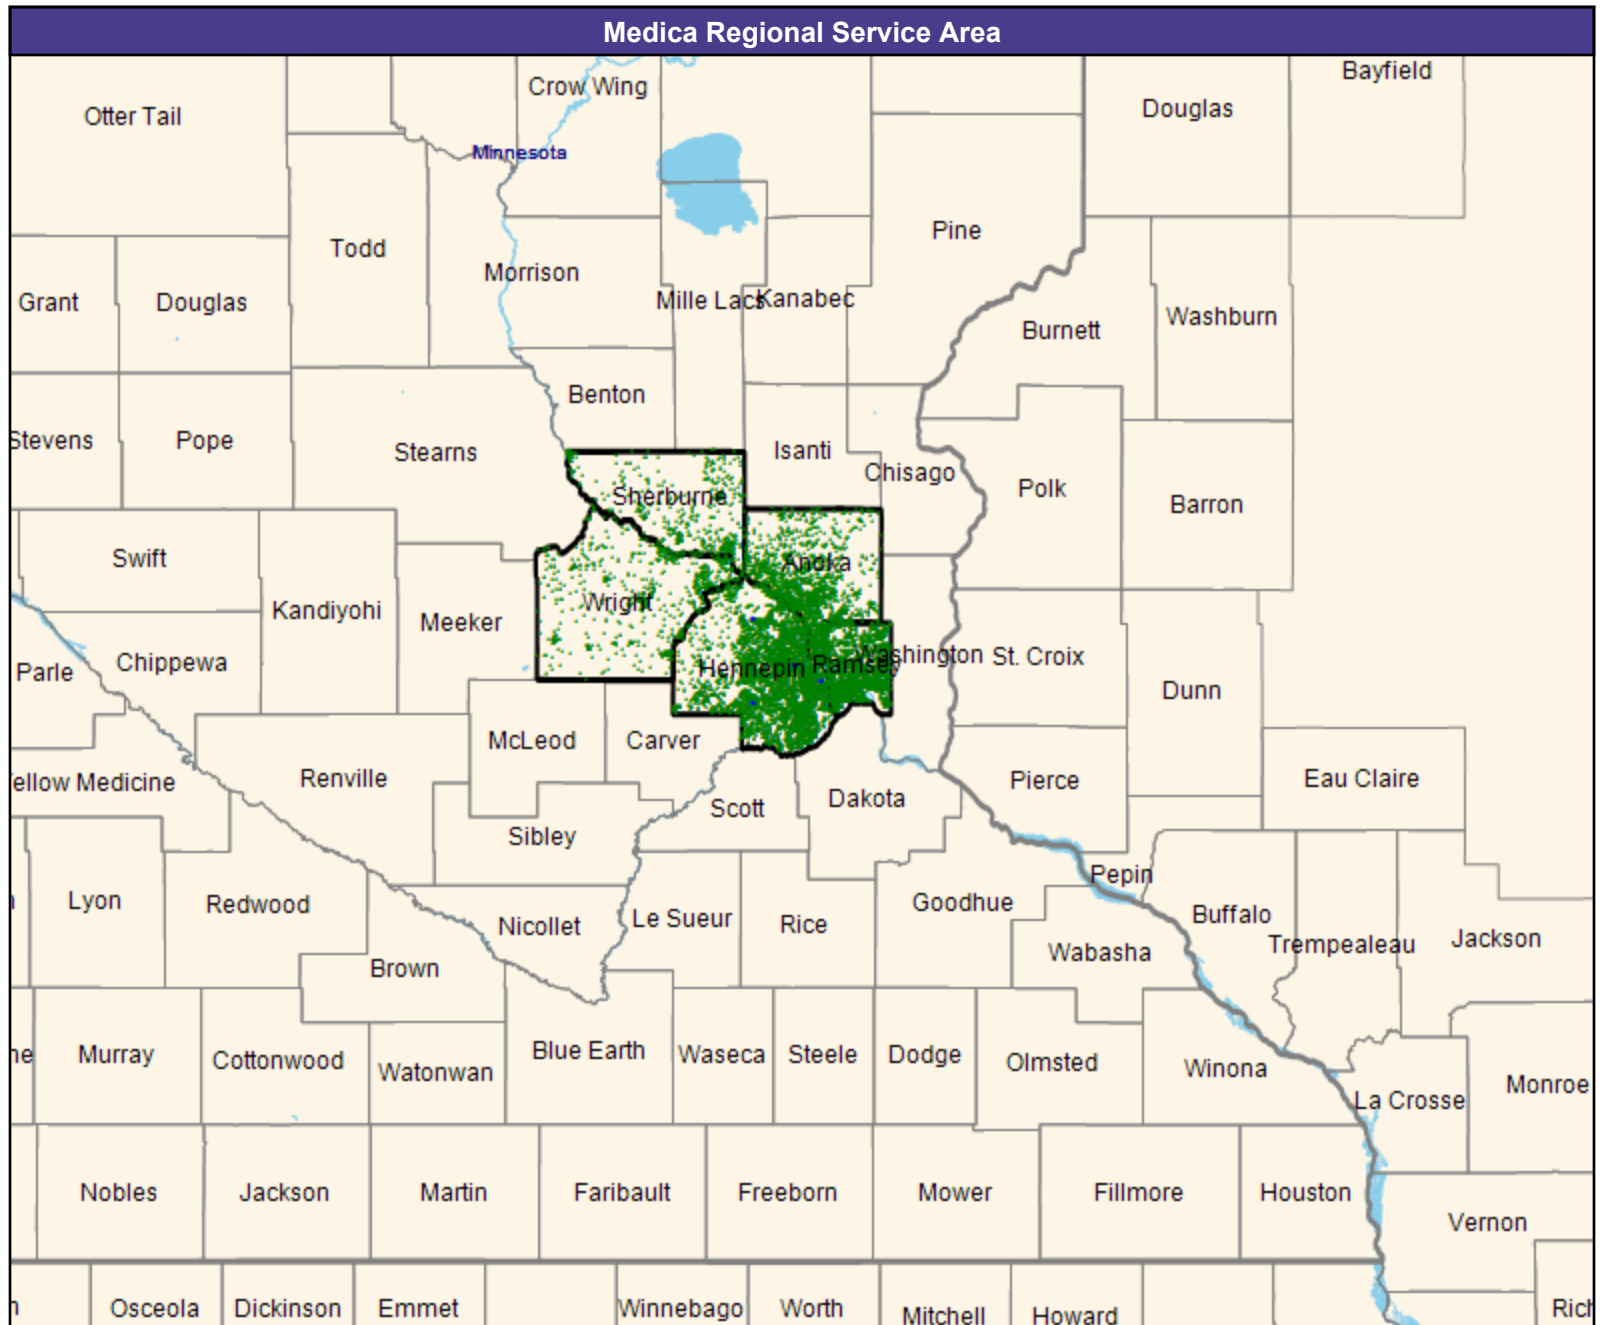 Medica Regional Service Area
Crow Wing
Bayfield
Otter Tail
Douglas
Minnesota
Pine
Todd
Morrison
Grant
Douglas
Mille Lacs
Kanabec
Washburn
Burnett
Benton
Stevens
Pope
Stearns
Isanti
Chisago
Polk
Barron
Sherburne
Swift
Anoka
Kandiyohi
Wright
Meeker
Parle
Chippewa
Hennepin
Ramsey
Washington
St. Croix
Dunn
McLeod
Carver
ellow Medicine
Renville
Pierce
Eau Claire
Scott
Dakota
Sibley
Pepin
Lyon
Redwood
Nicollet
Le Sueur
Rice
Goodhue
Buffalo
Trempealeau
Jackson
Brown
Wabasha
ne
Murray
Cottonwood
Watonwan
Blue Earth
Waseca
Steele
Dodge
Olmsted
Winona
La Crosse
Monroe
Nobles
Jackson
Martin
Faribault
Freeborn
Mower
Fillmore
Houston
Vernon
Osceola
Dickinson
Emmet
Winnebago
Worth
Mitchell
Howard
Rich